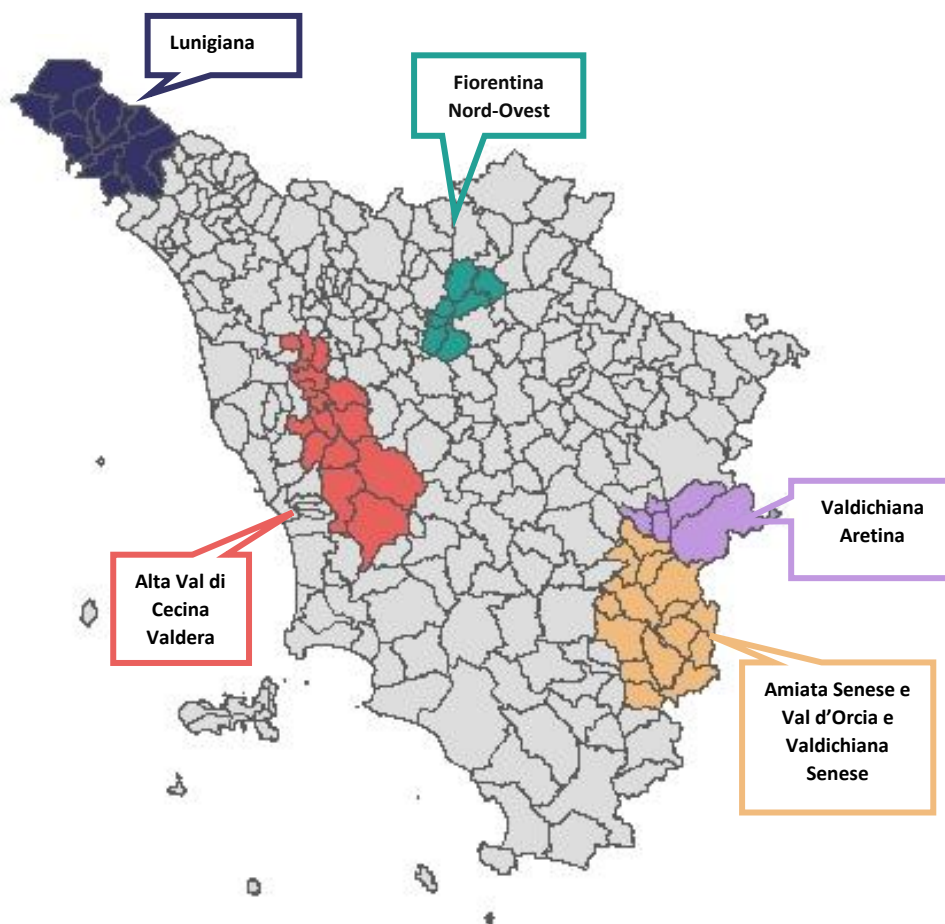 Lunigiana
Fiorentina
Nord-Ovest
Valdichiana
Aretina
Alta Val di
Cecina
Valdera
Amiata Senese e
Val d’Orcia e
Valdichiana
Senese